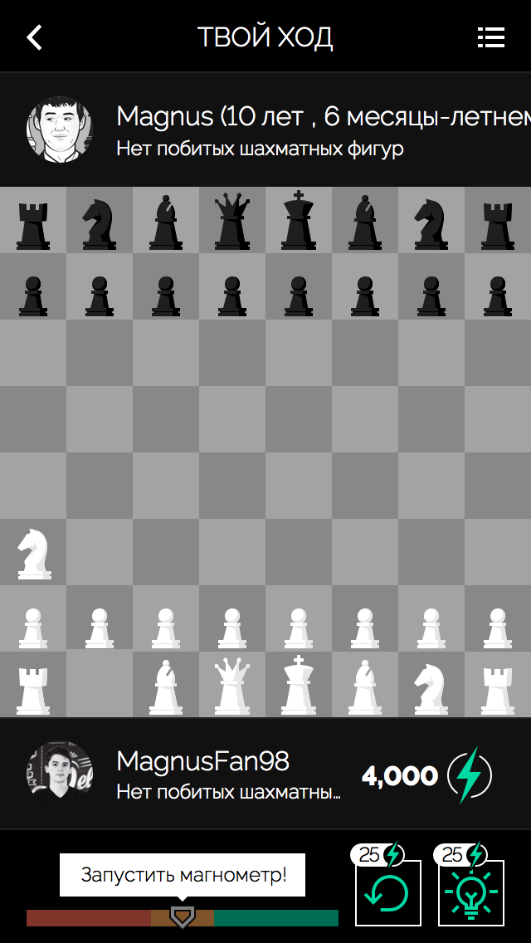 ТВОЙ ХОД
Magnus (10 лет , 6 месяцы-летнем
Нет побитых шахматных фигур
MagnusFan98
4,000
Нет побитых шахматны…
25
25
Запустить магнометр!